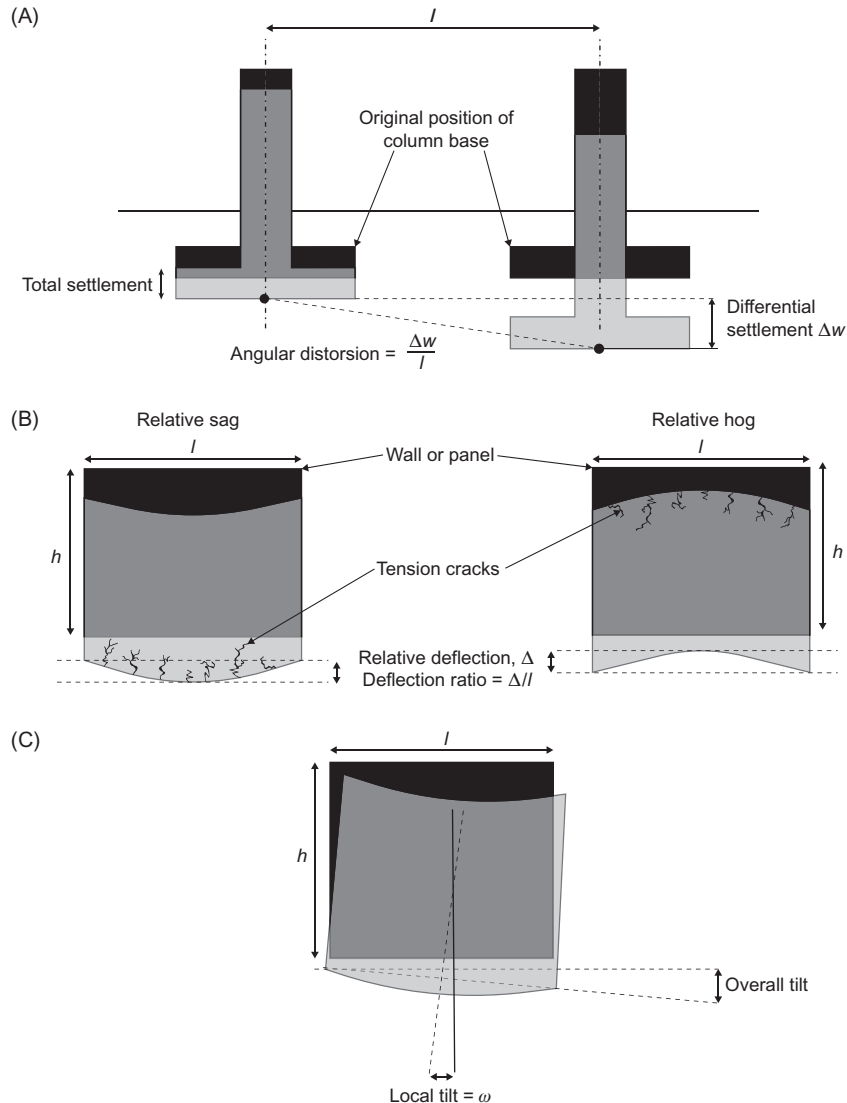 (A)
l
Original position of
column base
Total settlement
Differential
settlement Δw
Angular distorsion = Δw/l
(B)
Relative sag
Relative hog
l
l
Wall or panel
h
h
Tension cracks
Relative deflection, Δ
Deflection ratio = Δ/l
(C)
l
h
Overall tilt
Local tilt = ω